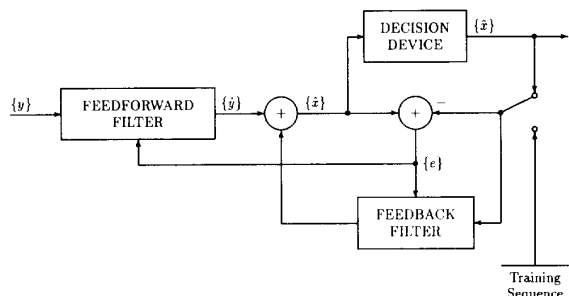 DECISION
DEVICE
{x̂}
{y}
FEEDFORWARD
FILTER
{ŷ}
+
{x̂}
+
−
{e}
FEEDBACK
FILTER
Training
Sequence